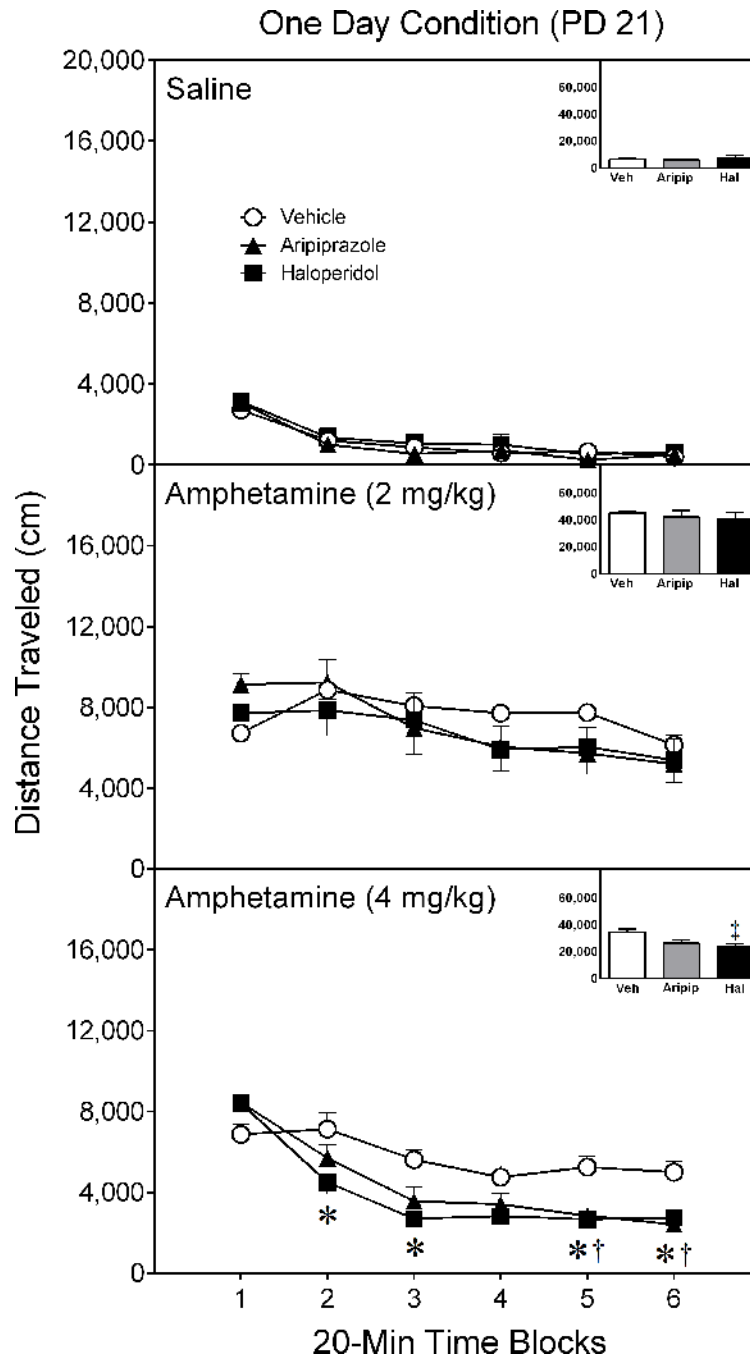 One Day Condition (PD 21)
20,000
16,000
12,000
8,000
4,000
0
Saline
Vehicle
Aripiprazole
Haloperidol
60,000
40,000
20,000
0
Veh Aripip Hal
Amphetamine (2 mg/kg)
16,000
12,000
8,000
4,000
0
60,000
40,000
20,000
0
Veh Aripip Hal
Distance Traveled (cm)
Amphetamine (4 mg/kg)
16,000
12,000
8,000
4,000
0
60,000
40,000
20,000
0
‡
Veh Aripip Hal
* * *† *†
1 2 3 4 5 6
20-Min Time Blocks